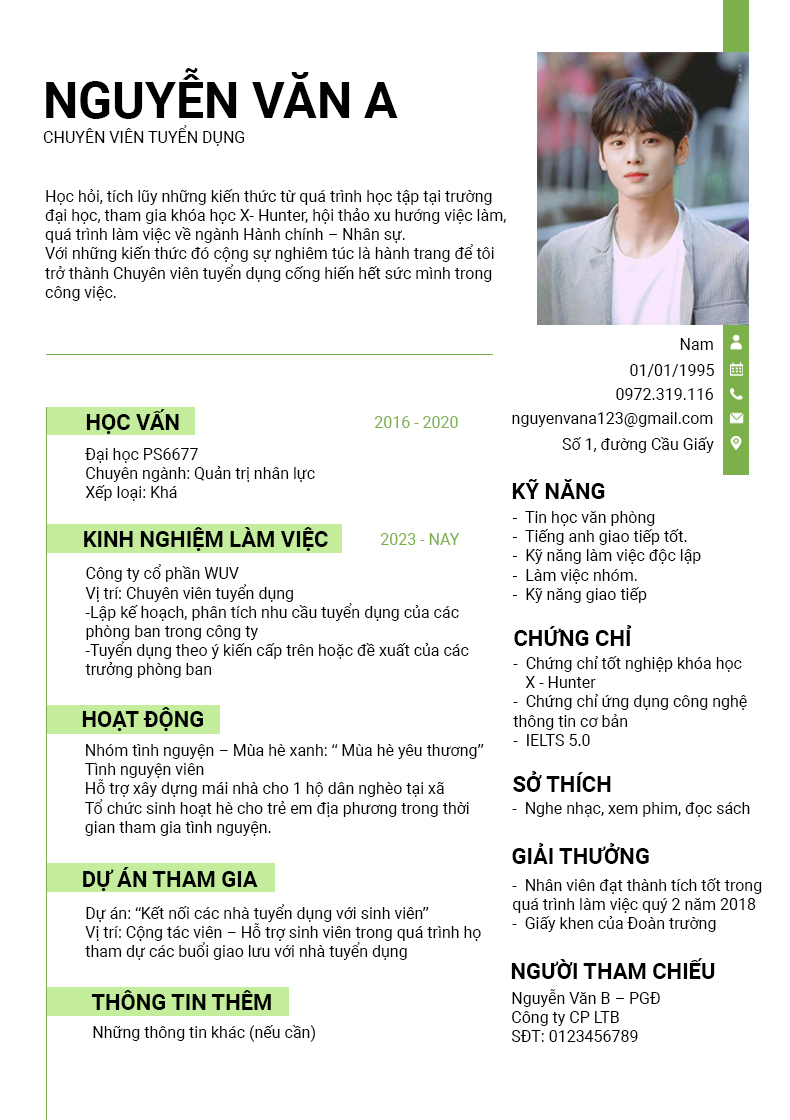 NGUYỄN VĂN A
CHUYÊN VIÊN TUYỂN DỤNG
Học hỏi, tích lũy những kiến thức từ quá trình học tập tại trường
đại học, tham gia khóa học X- Hunter, hội thảo xu hướng việc làm,
quá trình làm việc về ngành Hành chính – Nhân sự.
Với những kiến thức đó cộng sự nghiêm túc là hành trang để tôi
trở thành Chuyên viên tuyển dụng cống hiến hết sức mình trong
công việc.
HỌC VẤN 2016 - 2020
Đại học PS6677
Chuyên ngành: Quản trị nhân lực
Xếp loại: Khá
KINH NGHIỆM LÀM VIỆC 2023 - NAY
Công ty cổ phần WUV
Vị trí: Chuyên viên tuyển dụng
-Lập kế hoạch, phân tích nhu cầu tuyển dụng của các
phòng ban trong công ty
-Tuyển dụng theo ý kiến cấp trên hoặc đề xuất của các
trưởng phòng ban
HOẠT ĐỘNG
Nhóm tình nguyện – Mùa hè xanh: “ Mùa hè yêu thương”
Tình nguyện viên
Hỗ trợ xây dựng mái nhà cho 1 hộ dân nghèo tại xã
Tổ chức sinh hoạt hè cho trẻ em địa phương trong thời
gian tham gia tình nguyện.
DỰ ÁN THAM GIA
Dự án: “Kết nối các nhà tuyển dụng với sinh viên”
Vị trí: Cộng tác viên – Hỗ trợ sinh viên trong quá trình họ
tham dự các buổi giao lưu với nhà tuyển dụng
THÔNG TIN THÊM
Những thông tin khác (nếu cần)
Nam
01/01/1995
0972.319.116
nguyenvana123@gmail.com
Số 1, đường Cầu Giấy
KỸ NĂNG
- Tin học văn phòng
- Tiếng anh giao tiếp tốt.
- Kỹ năng làm việc độc lập
- Làm việc nhóm.
- Kỹ năng giao tiếp
CHỨNG CHỈ
- Chứng chỉ tốt nghiệp khóa học
X - Hunter
- Chứng chỉ ứng dụng công nghệ
thông tin cơ bản
- IELTS 5.0
SỞ THÍCH
- Nghe nhạc, xem phim, đọc sách
GIẢI THƯỞNG
- Nhân viên đạt thành tích tốt trong
quá trình làm việc quý 2 năm 2018
- Giấy khen của Đoàn trường
NGƯỜI THAM CHIẾU
Nguyễn Văn B – PGĐ
Công ty CP LTB
SĐT: 0123456789